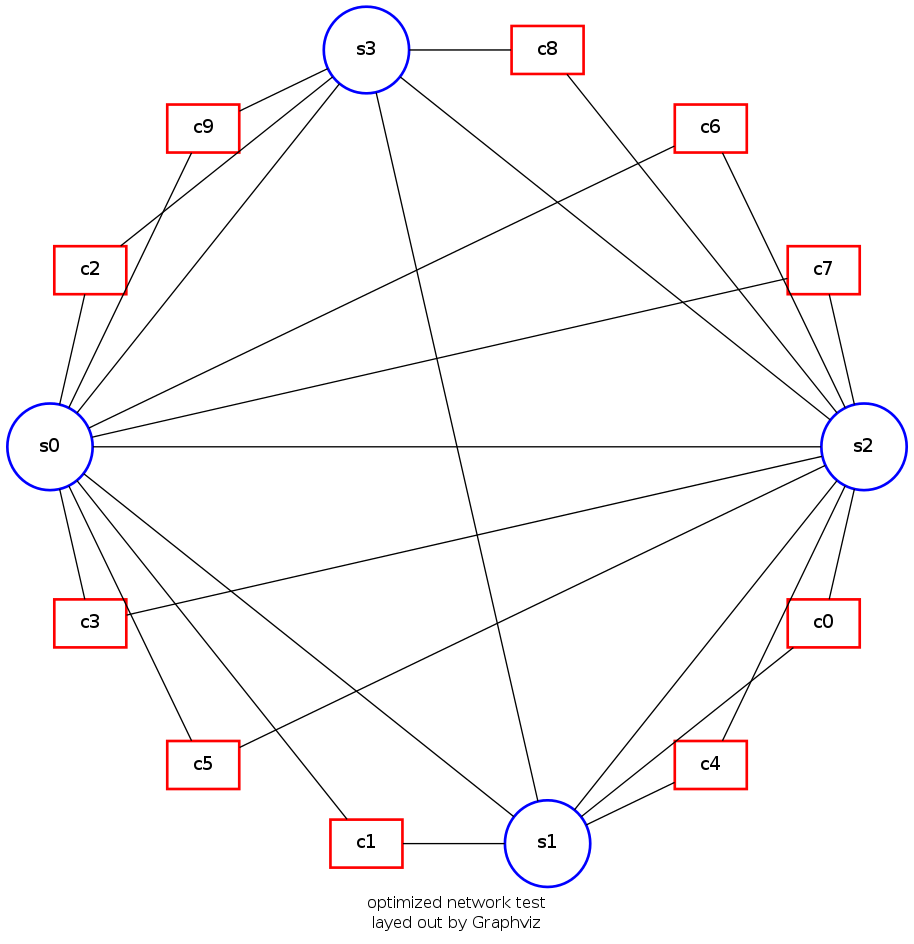 s3
c8
c9
c6
c2
c7
s0
s2
c3
c0
c5
c4
c1
s1
optimized network test
layed out by Graphviz